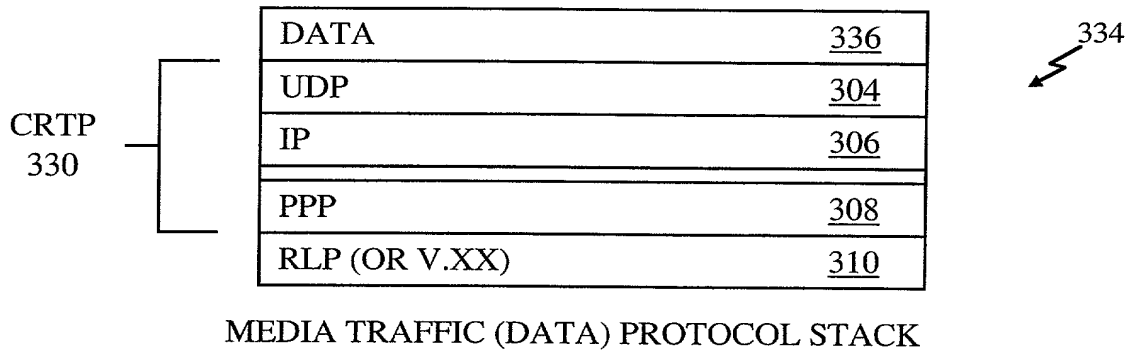 DATA 336
334
UDP 304
CRTP
330
IP 306
PPP 308
RLP (OR V.XX) 310
MEDIA TRAFFIC (DATA) PROTOCOL STACK